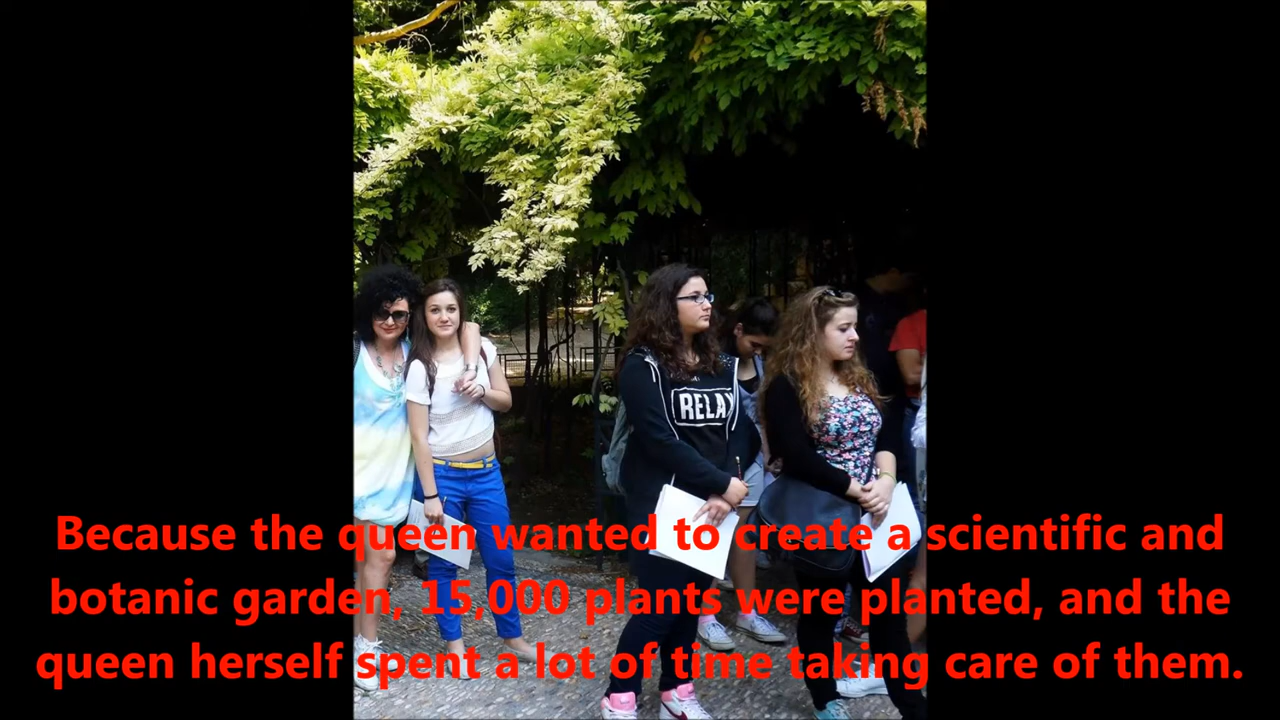 RELAX
Because the queen wanted to create a scientific and
botanic garden, 15,000 plants were planted, and the
queen herself spent a lot of time taking care of them.